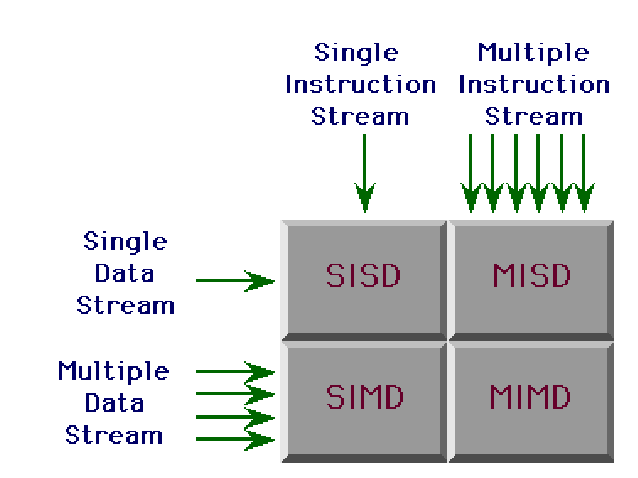 Single
Instruction
Stream
Multiple
Instruction
Stream
Single
Data
Stream
SISD
MISD
Multiple
Data
Stream
SIMD
MIMD